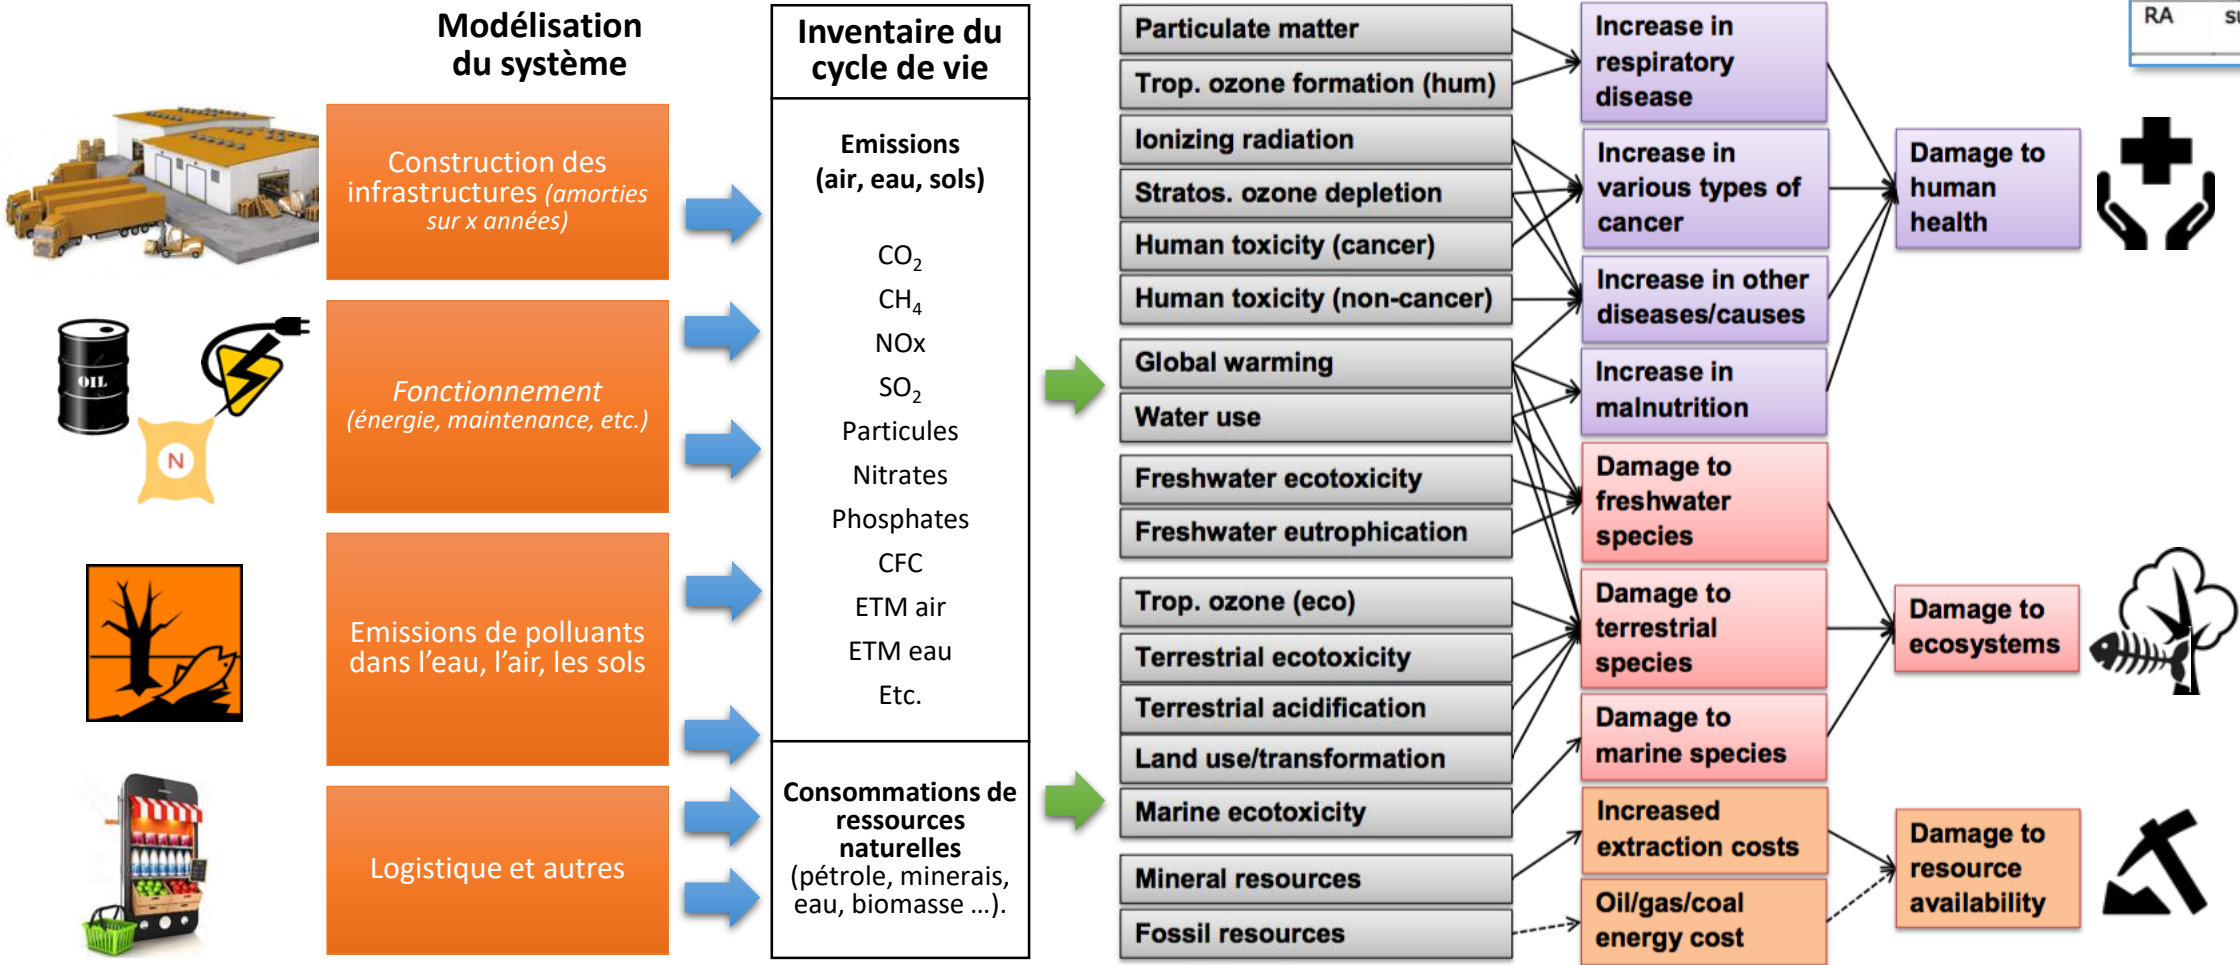 Modélisation
du système
Construction des
infrastructures (amorties
sur x années)
OIL
N
Fonctionnement
(énergie, maintenance, etc.)
Emissions de polluants
dans l’eau, l’air, les sols
Logistique et autres
Inventaire du
cycle de vie
Emissions
(air, eau, sols)
CO₂
CH₄
NOx
SO₂
Particules
Nitrates
Phosphates
CFC
ETM air
ETM eau
Etc.
Consommations de
ressources
naturelles
(pétrole, minerais,
eau, biomasse …).
Particulate matter
Trop. ozone formation (hum)
Ionizing radiation
Stratos. ozone depletion
Human toxicity (cancer)
Human toxicity (non-cancer)
Global warming
Water use
Freshwater ecotoxicity
Freshwater eutrophication
Trop. ozone (eco)
Terrestrial ecotoxicity
Terrestrial acidification
Land use/transformation
Marine ecotoxicity
Mineral resources
Fossil resources
Increase in
respiratory
disease
Increase in
various types of
cancer
Increase in other
diseases/causes
Increase in
malnutrition
Damage to
freshwater
species
Damage to
terrestrial
species
Damage to
marine species
Increased
extraction costs
Oil/gas/coal
energy cost
Damage to
human
health
Damage to
ecosystems
Damage to
resource
availability
RA